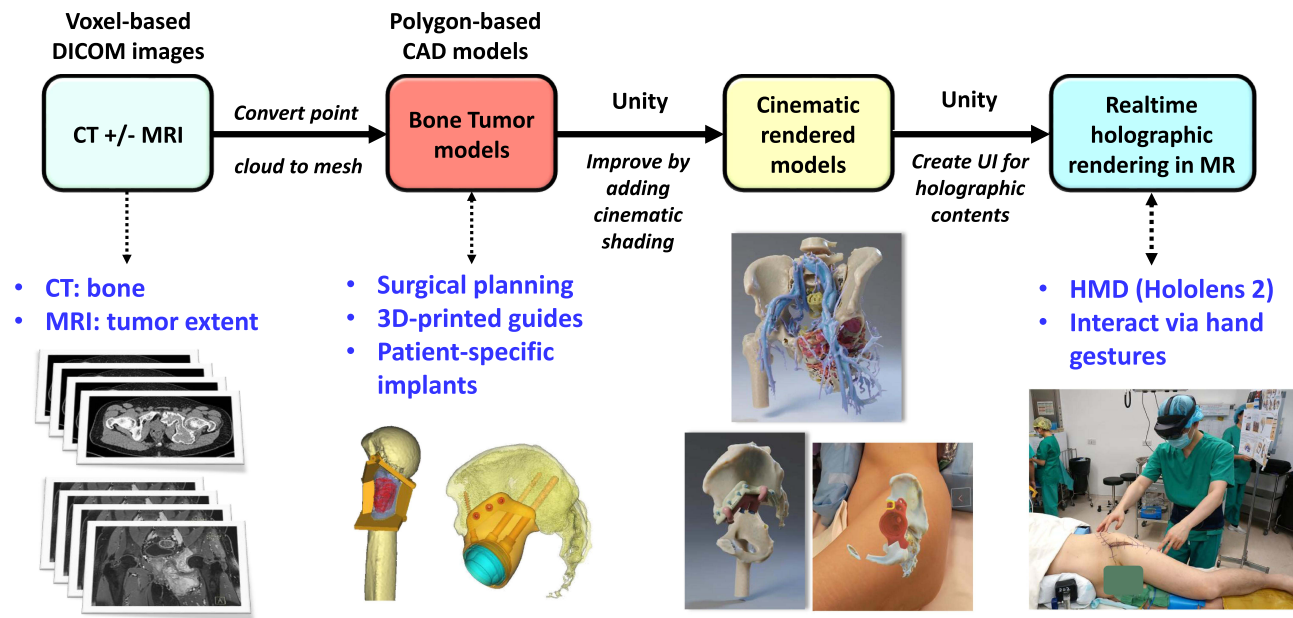 Voxel-based
DICOM images
CT +/- MRI
Convert point
cloud to mesh
Polygon-based
CAD models
Bone Tumor
models
Unity
Improve by
adding
cinematic
shading
Cinematic
rendered
models
Unity
Create UI for
holographic
contents
Realtime
holographic
rendering in MR
• CT: bone
• MRI: tumor extent
• Surgical planning
• 3D-printed guides
• Patient-specific
implants
• HMD (Hololens 2)
• Interact via hand
gestures